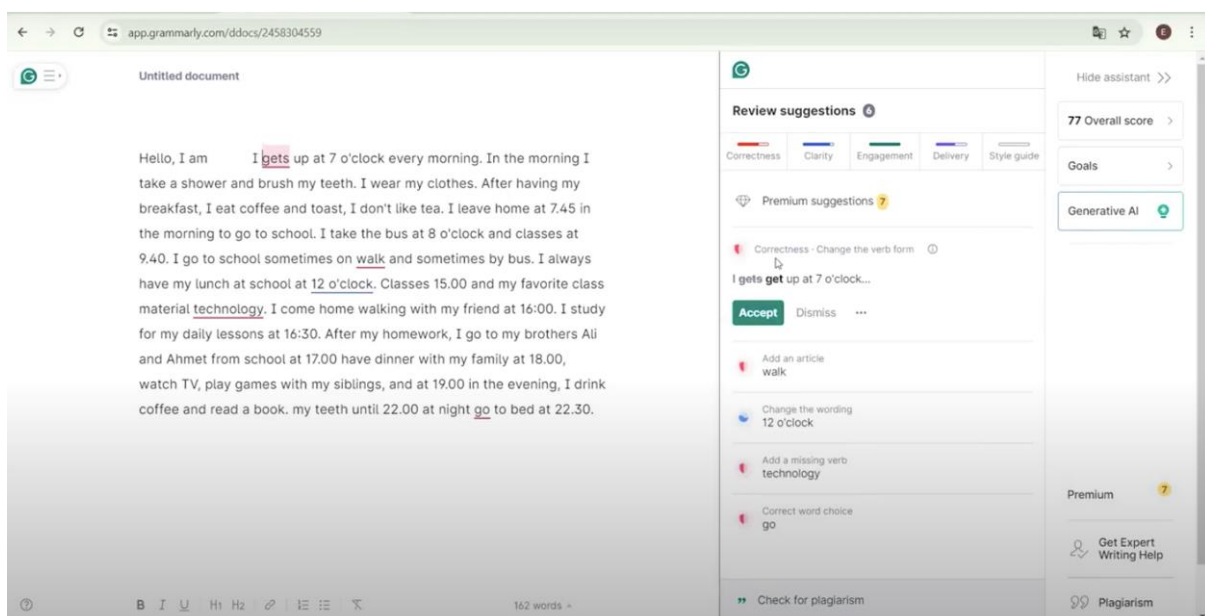 app.grammarly.com/ddocs/2458304559
E
G
Untitled document
Hello, I am I gets up at 7 o'clock every morning. In the morning I
take a shower and brush my teeth. I wear my clothes. After having my
breakfast, I eat coffee and toast, I don't like tea. I leave home at 7.45 in
the morning to go to school. I take the bus at 8 o'clock and classes at
9.40. I go to school sometimes on walk and sometimes by bus. I always
have my lunch at school at 12 o'clock. Classes 15.00 and my favorite class
material technology. I come home walking with my friend at 16:00. I study
for my daily lessons at 16:30. After my homework, I go to my brothers Ali
and Ahmet from school at 17.00 have dinner with my family at 18.00,
watch TV, play games with my siblings, and at 19.00 in the evening, I drink
coffee and read a book. my teeth until 22.00 at night go to bed at 22.30.
B I U H1 H2
162 words
G
Review suggestions 6
Correctness Clarity Engagement Delivery Style guide
Premium suggestions 7
Correctness · Change the verb form
I gets get up at 7 o'clock...
Accept Dismiss ...
Add an article
walk
Change the wording
12 o'clock
Add a missing verb
technology
Correct word choice
go
Check for plagiarism
Hide assistant >>
77 Overall score
Goals
Generative AI
Premium 7
Get Expert
Writing Help
Plagiarism